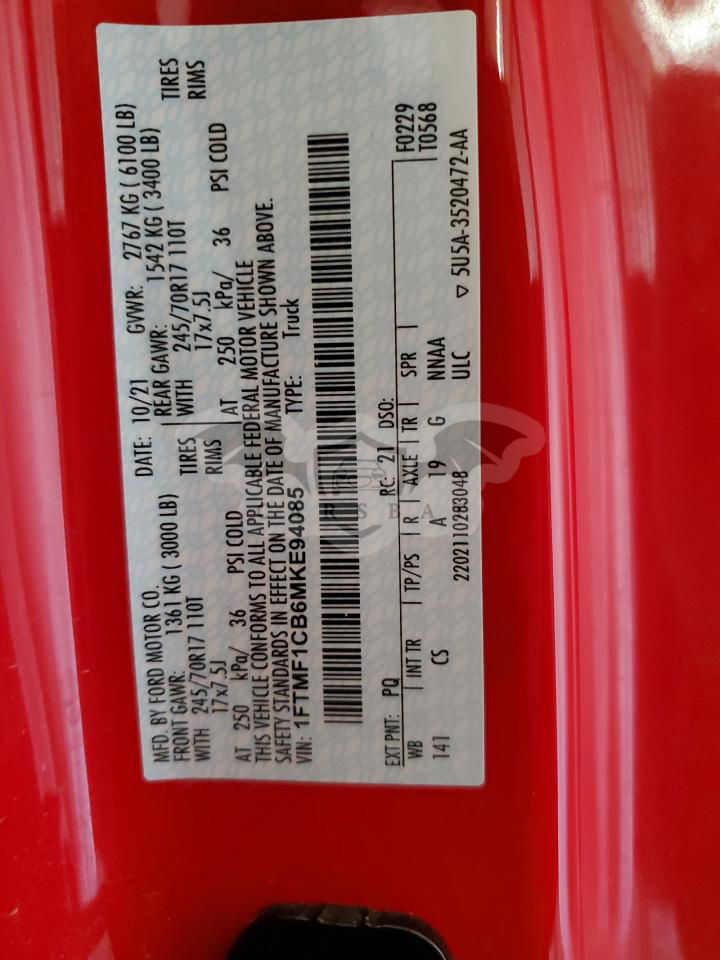 MFD. BY FORD MOTOR CO. DATE: 10/21 GVWR: 2767 KG ( 6100 LB)
FRONT GAWR: 1361 KG ( 3000 LB) REAR GAWR: 1542 KG ( 3400 LB)
WITH 245/70R17 110T TIRES WITH 245/70R17 110T TIRES
17x7.5J RIMS 17x7.5J RIMS
AT 250 kPa/ 36 PSI COLD AT 250 kPa/ 36 PSI COLD
THIS VEHICLE CONFORMS TO ALL APPLICABLE FEDERAL MOTOR VEHICLE
SAFETY STANDARDS IN EFFECT ON THE DATE OF MANUFACTURE SHOWN ABOVE.
VIN: 1FTMF1CB6MKE94085 TYPE: Truck
EXT PNT: PQ RC: 21 DSO: F0229
WB INT TR TP/PS R AXLE TR SPR T0568
141 CS A 19 G NNAA
2202110283048 ULC ▽ 5U5A-3520472-AA